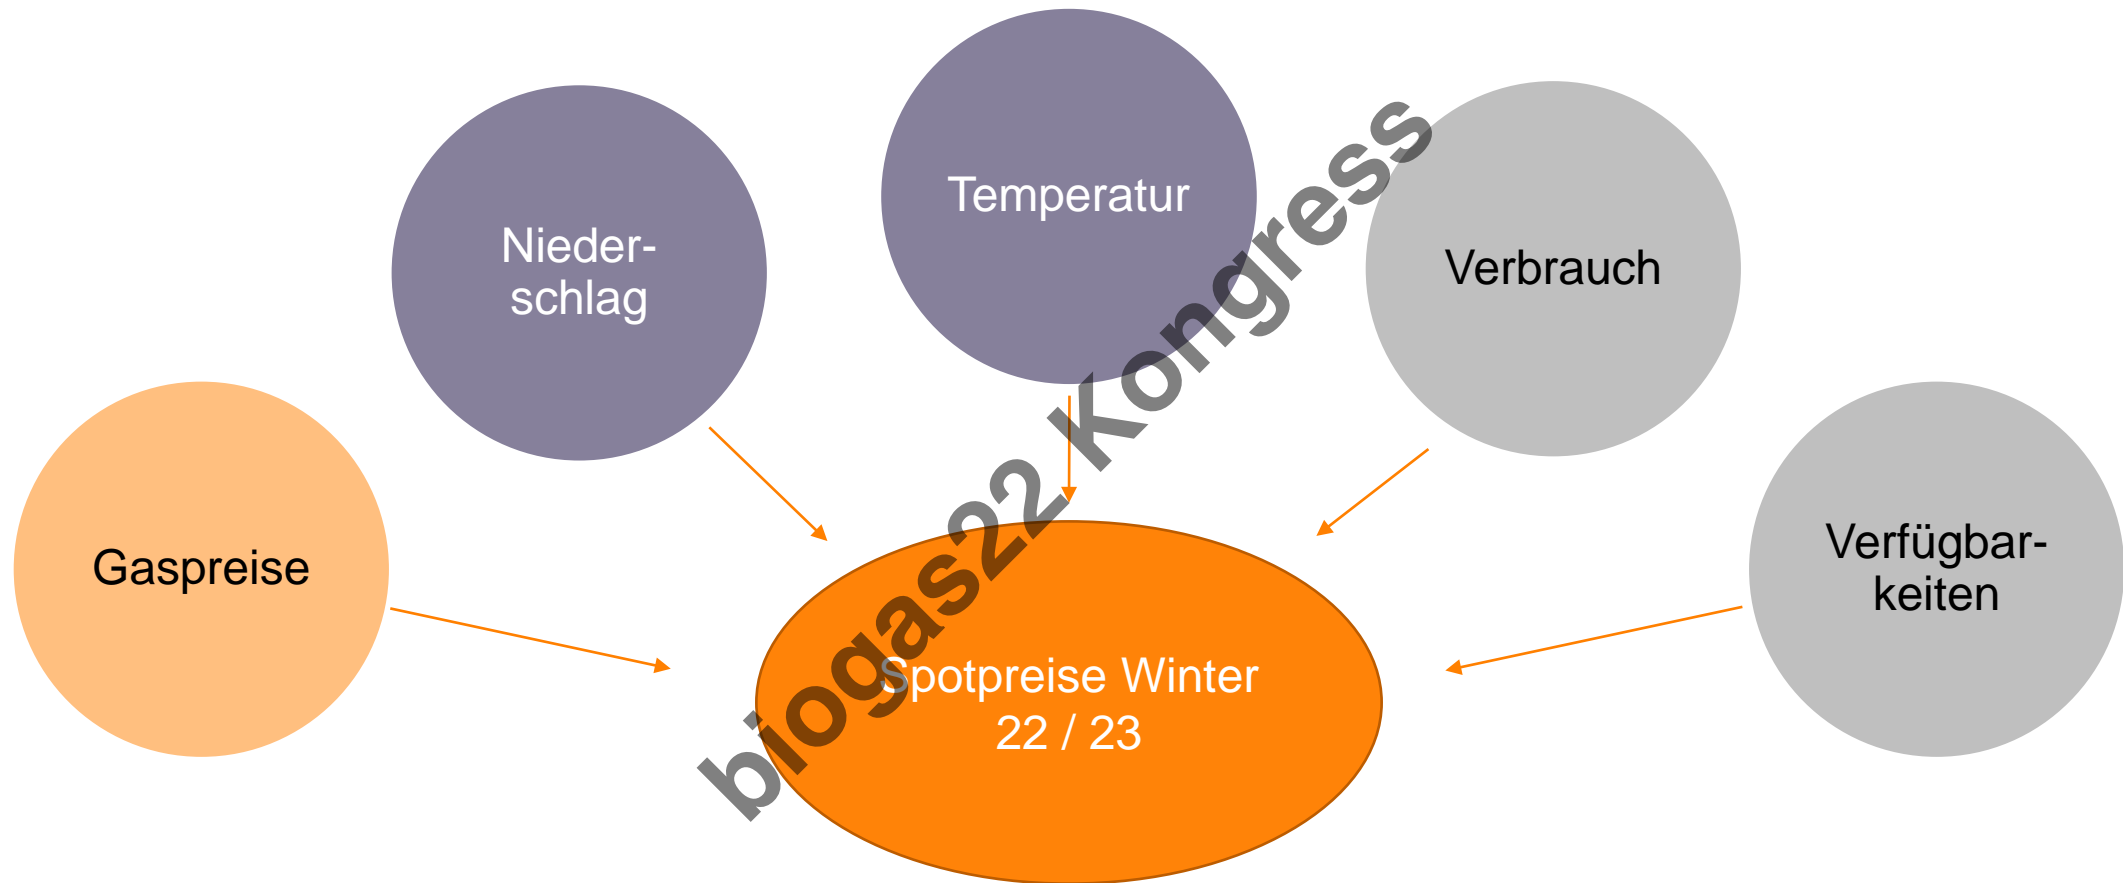 Temperatur
Nieder-
schlag
Verbrauch
Gaspreise
Verfügbar-
keiten
Spotpreise Winter
22 / 23
biogas22 Kongress